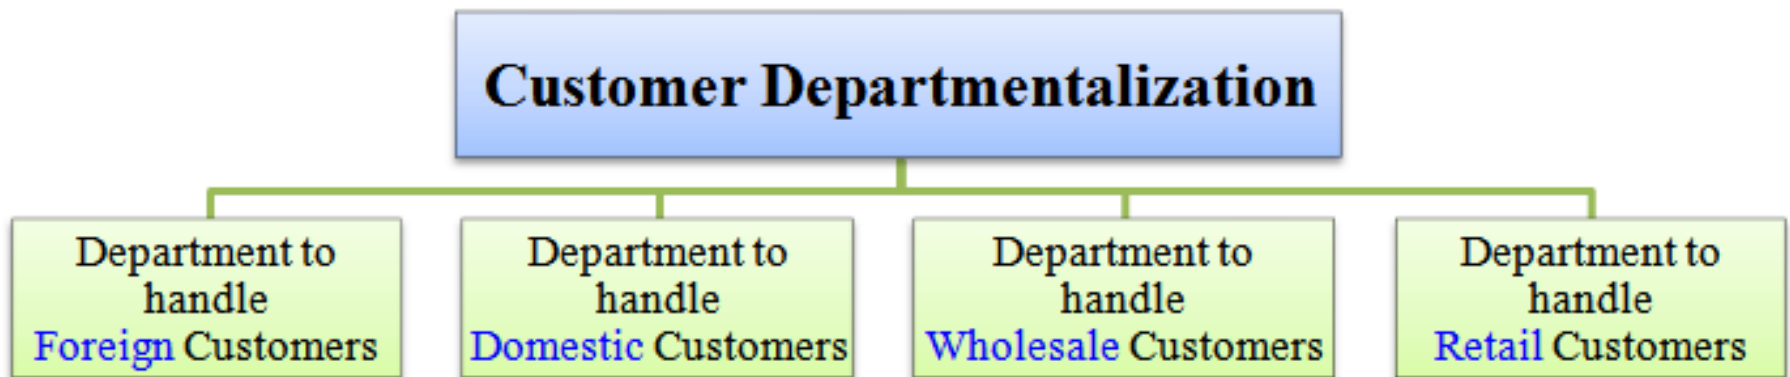 Customer Departmentalization
Department to
handle
Foreign Customers
Department to
handle
Domestic Customers
Department to
handle
Wholesale Customers
Department to
handle
Retail Customers